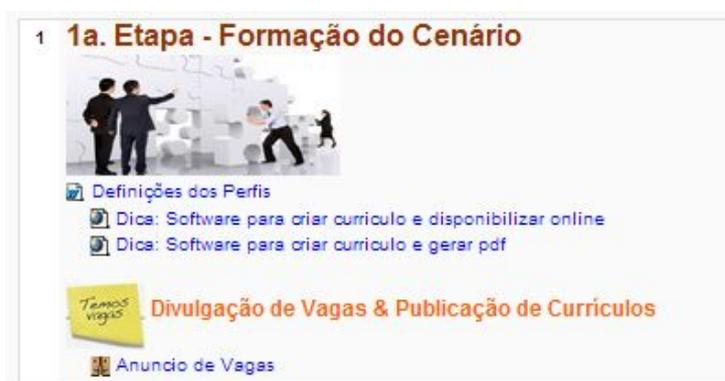 1 1a. Etapa - Formação do Cenário
Definições dos Perfis
Dica: Software para criar curriculo e disponibilizar online
Dica: Software para criar curriculo e gerar pdf
Temos
vagas
Divulgação de Vagas & Publicação de Currículos
Anuncio de Vagas